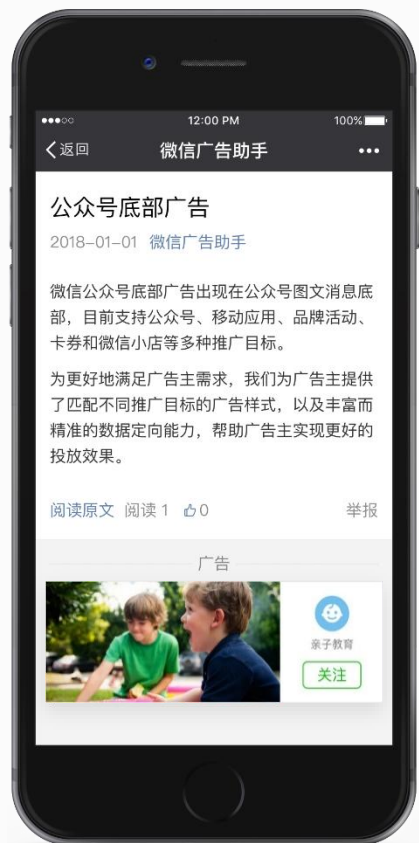 12:00 PM
100%
返回
微信广告助手
公众号底部广告
2018-01-01 微信广告助手
微信公众号底部广告出现在公众号图文消息底
部，目前支持公众号、移动应用、品牌活动、
卡券和微信小店等多种推广目标。
为更好地满足广告主需求，我们为广告主提供
了匹配不同推广目标的广告样式，以及丰富而
精准的数据定向能力，帮助广告主实现更好的
投放效果。
阅读原文 阅读 1 0
举报
广告
亲子教育
关注